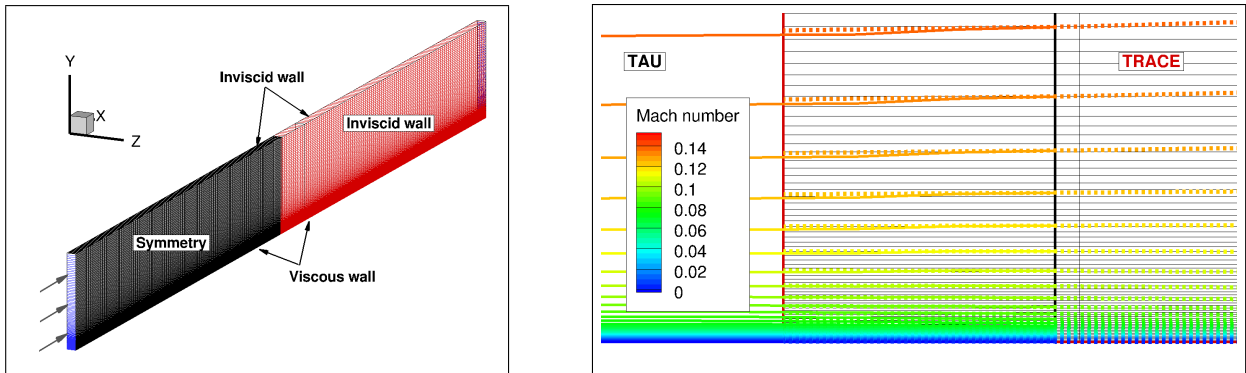 Y
X
Z
Inviscid wall
Inviscid wall
Symmetry
Viscous wall
TAU
TRACE
Mach number
0.14
0.12
0.1
0.08
0.06
0.04
0.02
0